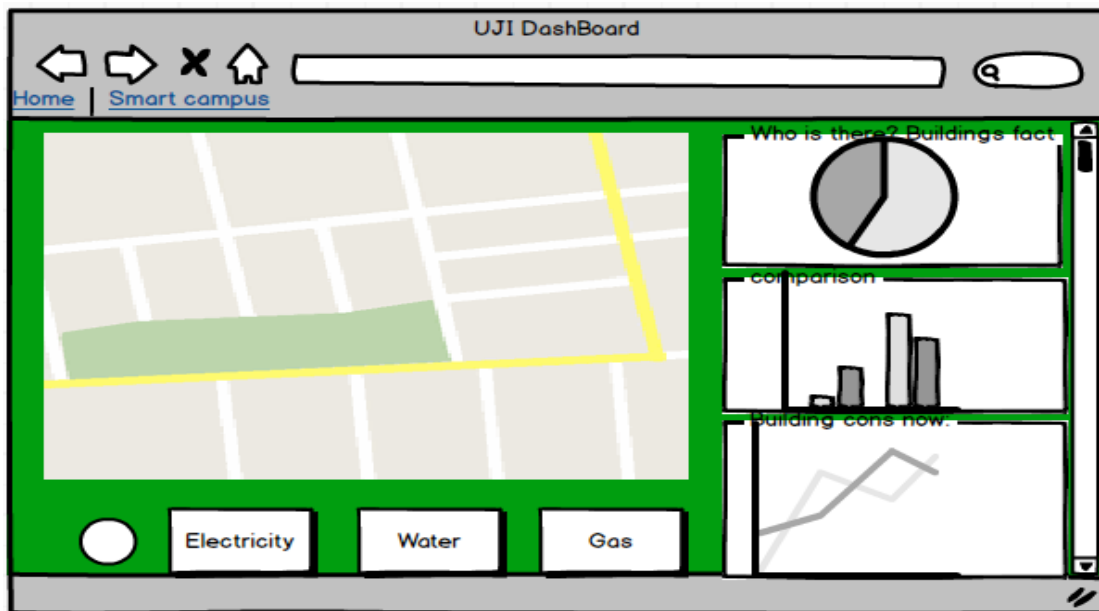 UJI DashBoard
Home | Smart campus
Who is there? Buildings fact
comparison
Building cons now:
Electricity
Water
Gas